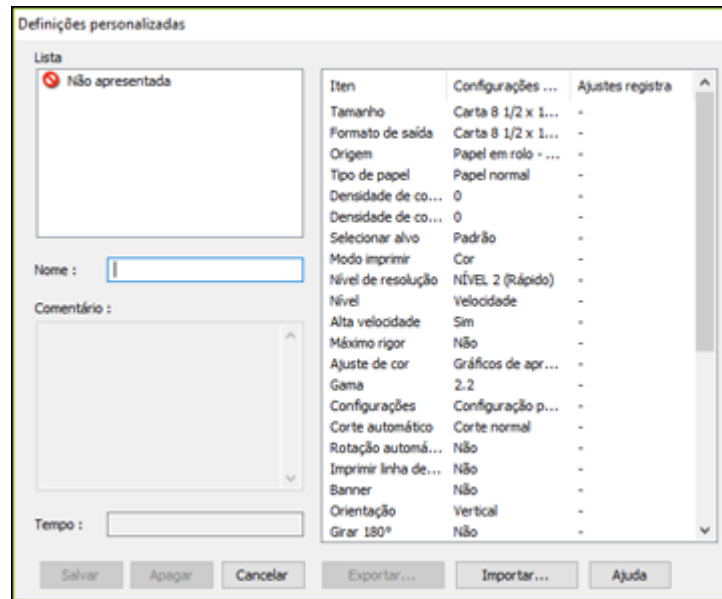 Definições personalizadas
Lista
Não apresentada
Nome :
Comentário :
Tempo :
Iten Configurações ... Ajustes registra
Tamanho Carta 8 1/2 x 1... -
Formato de saída Carta 8 1/2 x 1... -
Origem Papel em rolo - ... -
Tipo de papel Papel normal -
Densidade de co... 0 -
Densidade de co... 0 -
Selecionar alvo Padrão -
Modo imprimir Cor -
Nível de resolução NÍVEL 2 (Rápido) -
Nível Velocidade -
Alta velocidade Sim -
Máximo rigor Não -
Ajuste de cor Gráficos de apr... -
Gama 2.2 -
Configurações Configuração p... -
Corte automático Corte normal -
Rotação automá... Não -
Imprimir linha de... Não -
Banner Não -
Orientação Vertical -
Girar 180° Não -
Salvar Apagar Cancelar Exportar... Importar... Ajuda